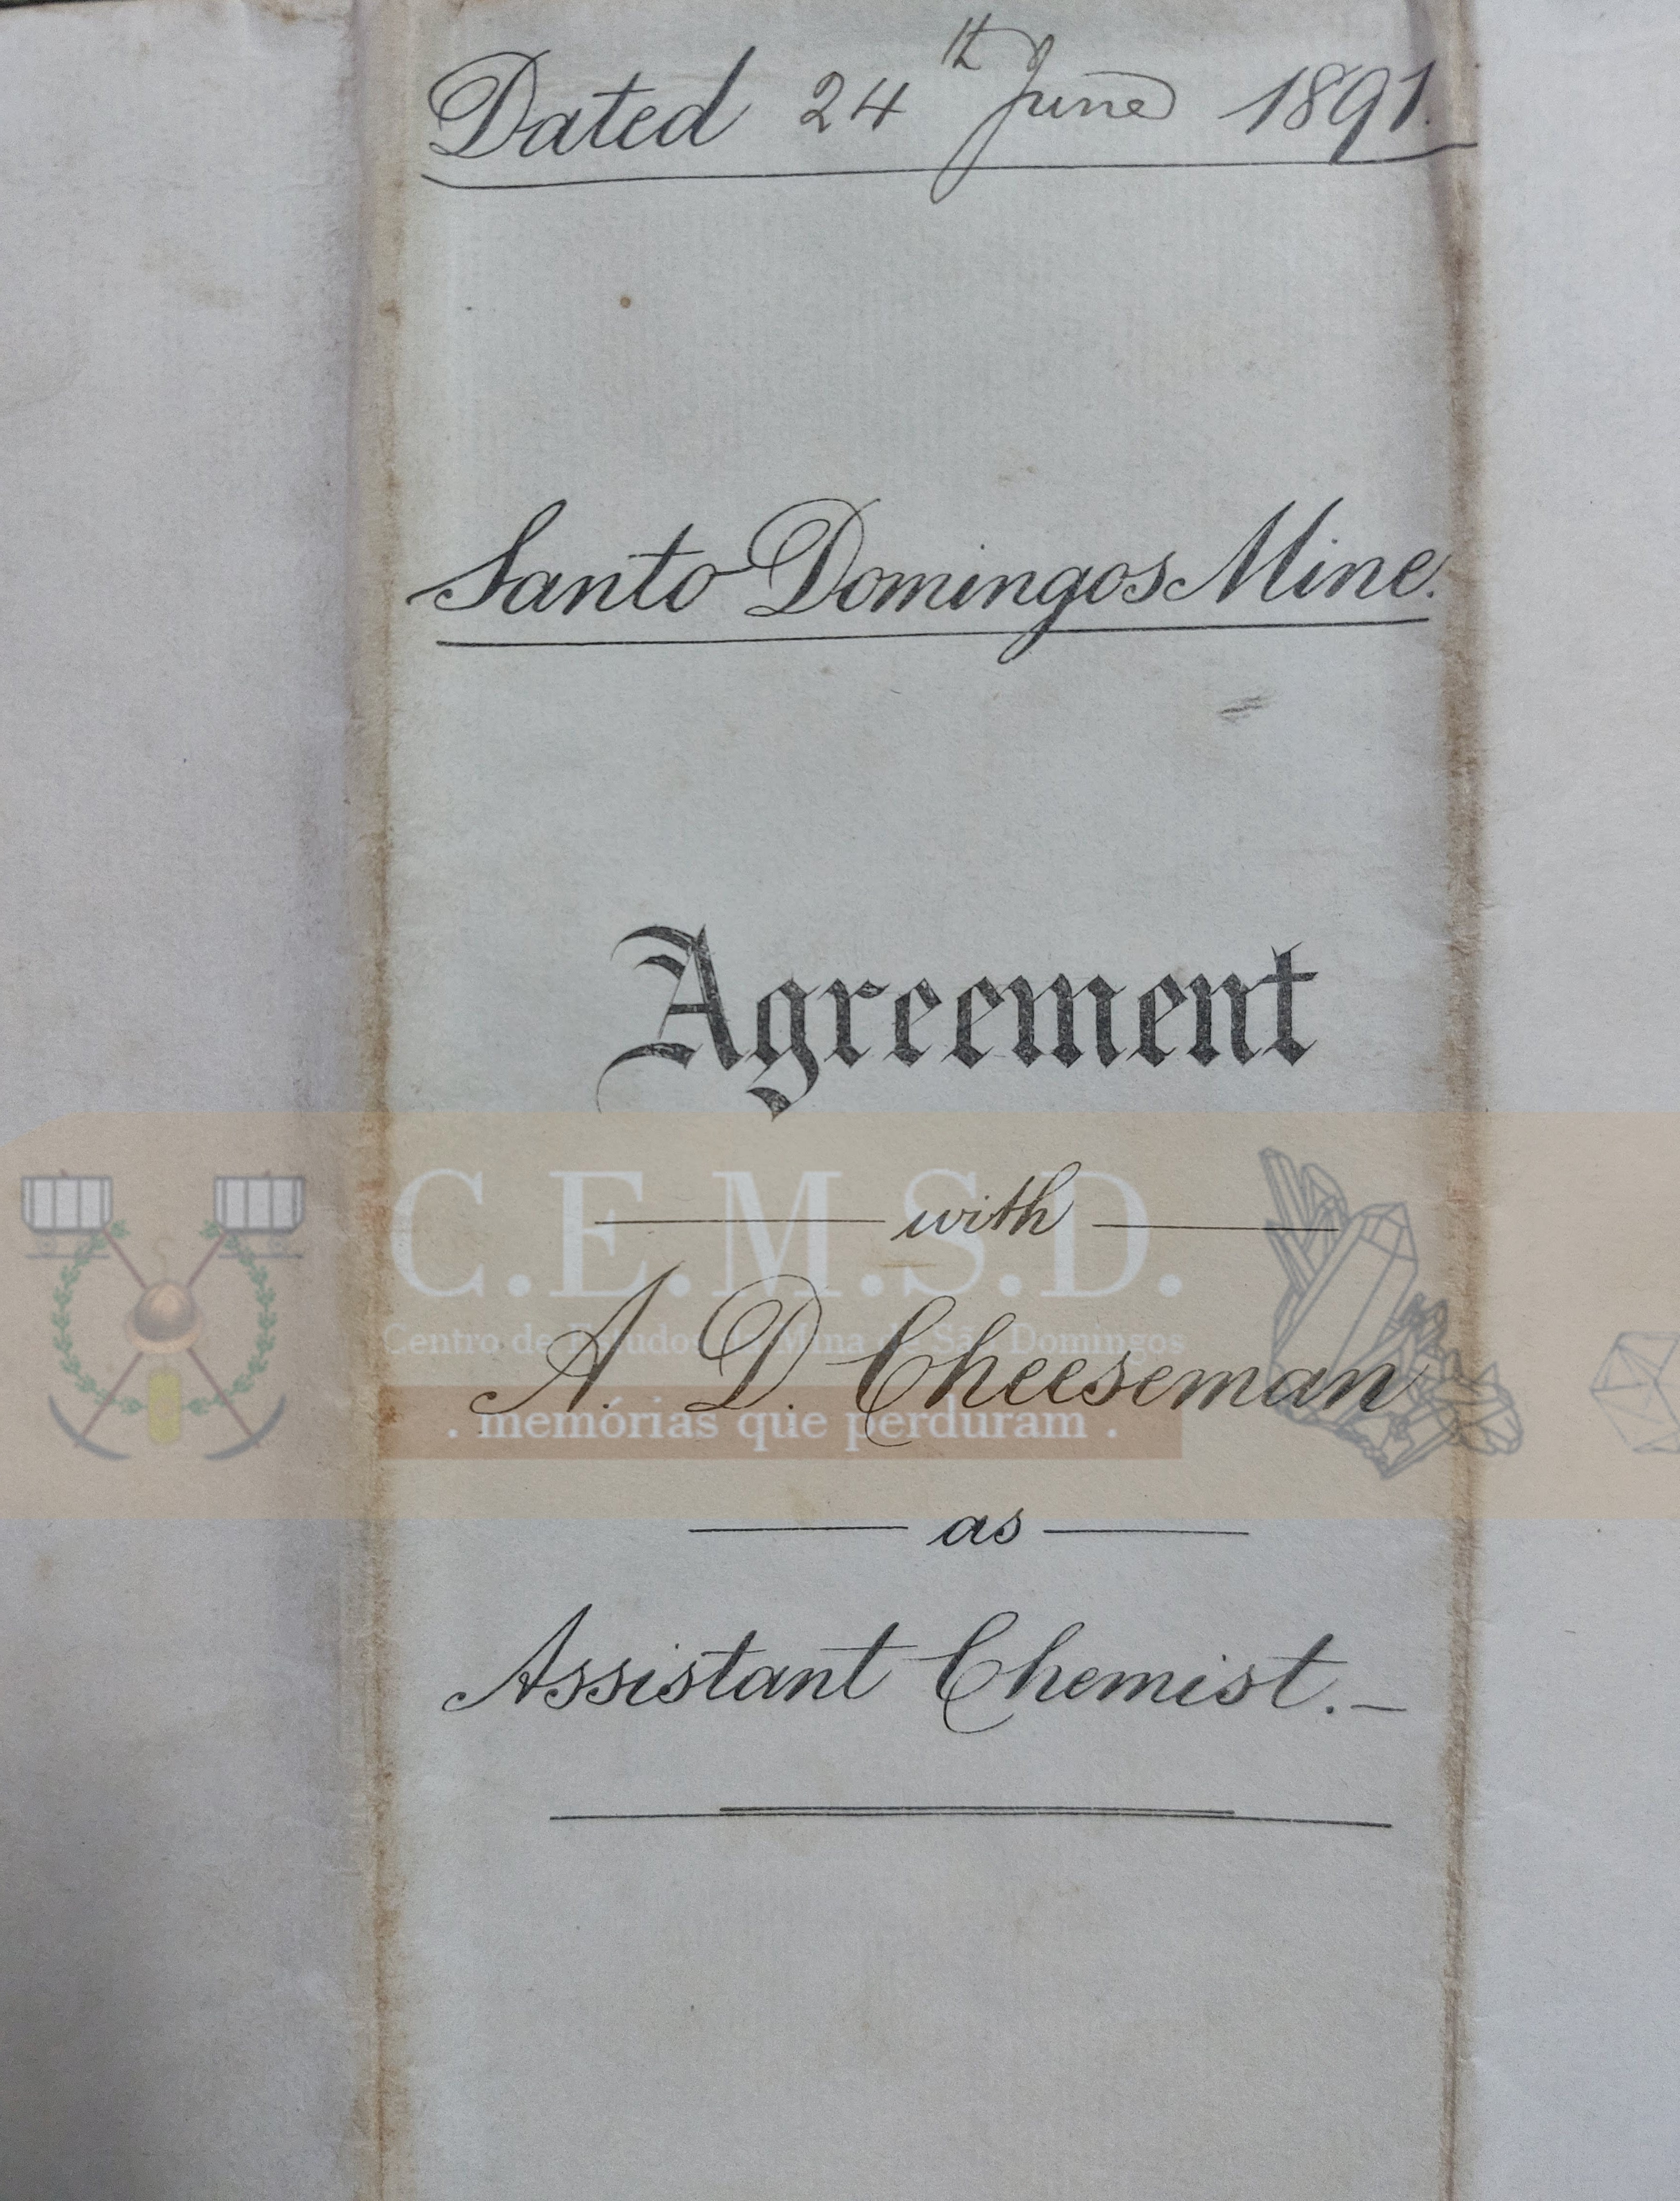 Dated 24th June 1891.
Santo Domingos Mine.
Agreement
with
C.E.M.S.D.
Centro de Estudos da Mina de São Domingos
A. D. Cheeseman
. memórias que perduram .
as
Assistant Chemist.